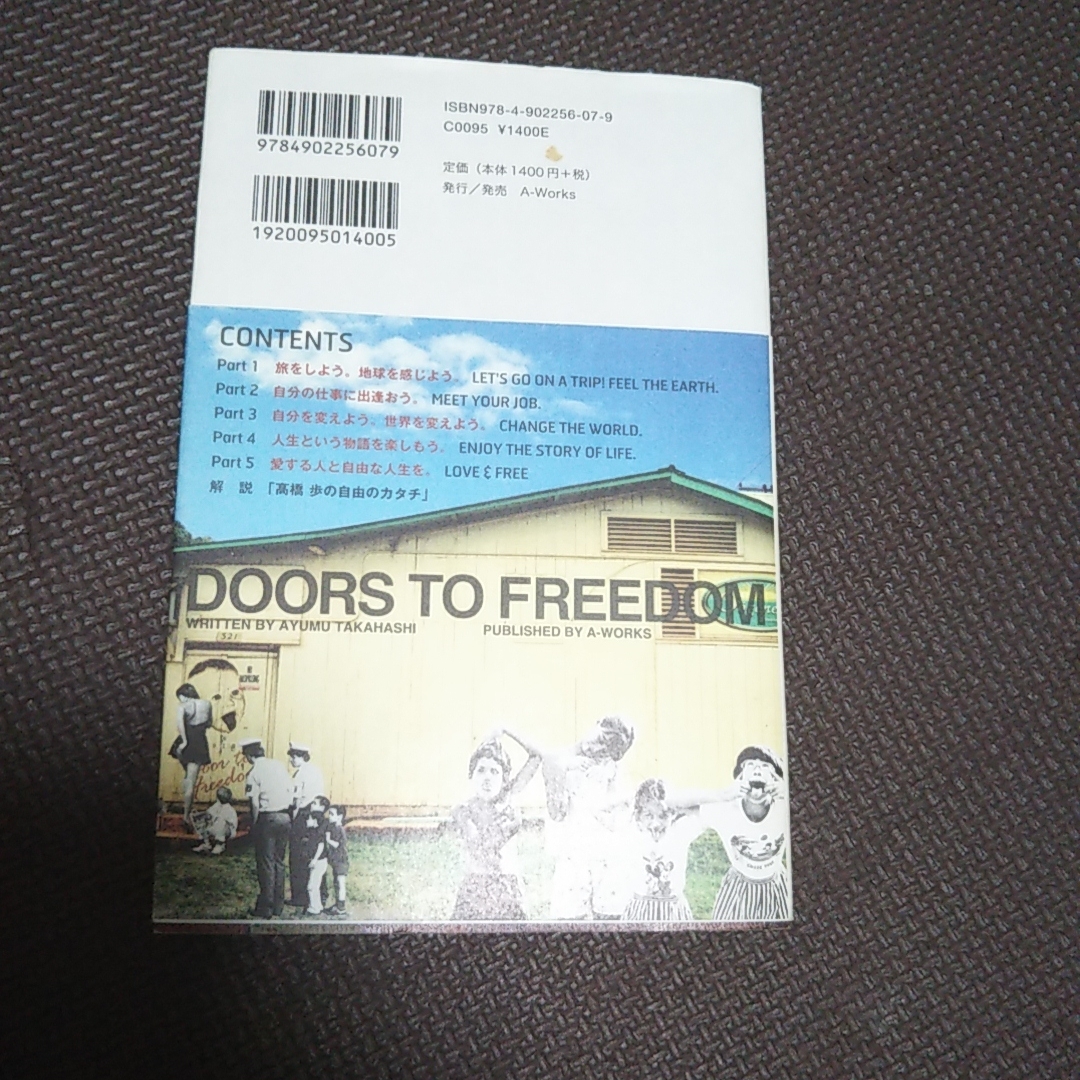 9784902256079
1920095014005
ISBN978-4-902256-07-9
C0095 ¥1400E
定価（本体1400円＋税）
発行／発売 A-Works
CONTENTS
Part 1 旅をしよう。地球を感じよう。 LET'S GO ON A TRIP! FEEL THE EARTH.
Part 2 自分の仕事に出逢おう。 MEET YOUR JOB.
Part 3 自分を変えよう。世界を変えよう。 CHANGE THE WORLD.
Part 4 人生という物語を楽しもう。 ENJOY THE STORY OF LIFE.
Part 5 愛する人と自由な人生を。 LOVE & FREE
解 説 「高橋 歩の自由のカタチ」
DOORS TO FREEDOM
WRITTEN BY AYUMU TAKAHASHI PUBLISHED BY A-WORKS
321